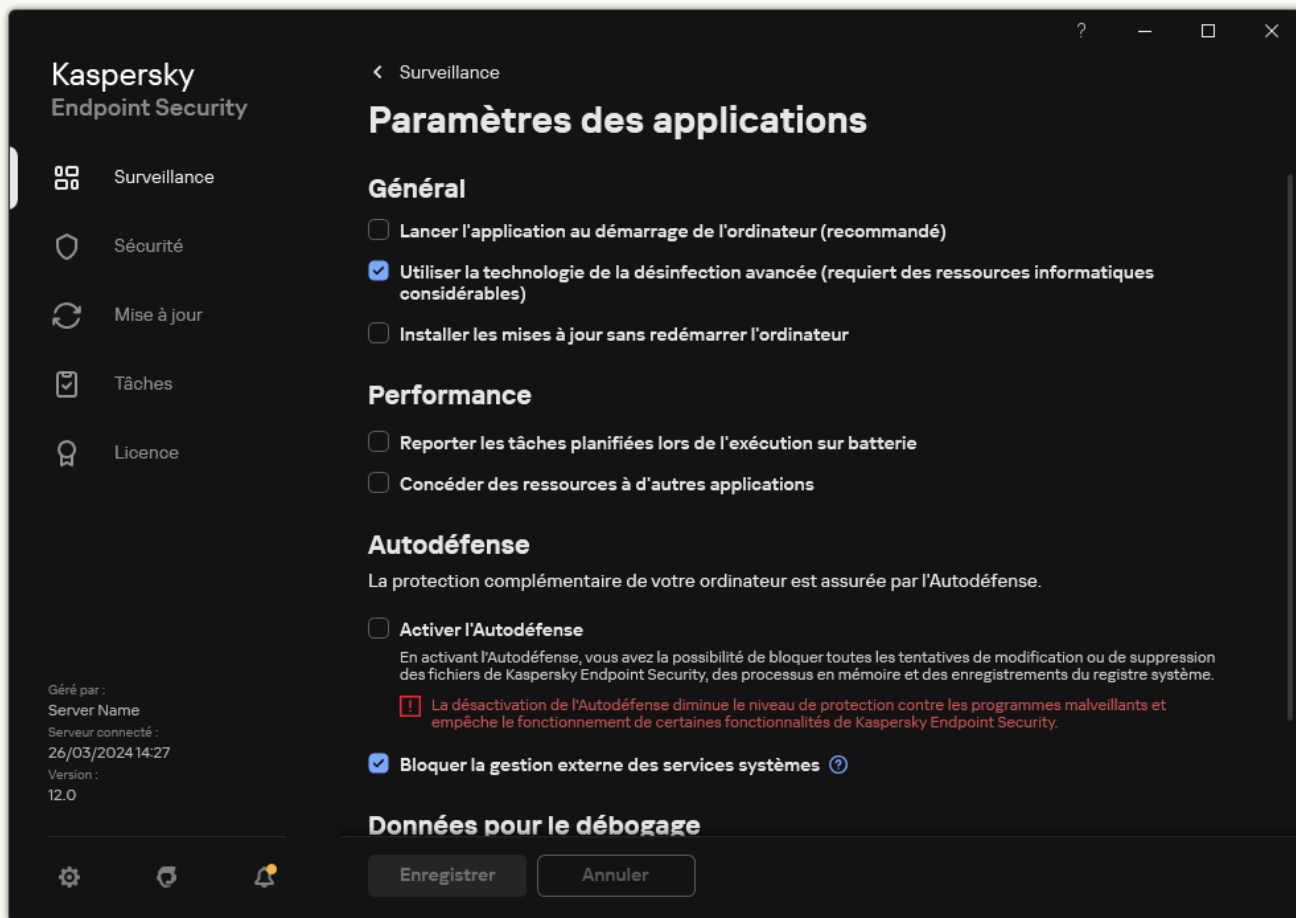 ?
Kaspersky
Endpoint Security
Surveillance
Sécurité
Mise à jour
Tâches
Licence
Géré par :
Server Name
Serveur connecté :
26/03/2024 14:27
Version :
12.0
Surveillance
Paramètres des applications
Général
Lancer l'application au démarrage de l'ordinateur (recommandé)
Utiliser la technologie de la désinfection avancée (requiert des ressources informatiques
considérables)
Installer les mises à jour sans redémarrer l'ordinateur
Performance
Reporter les tâches planifiées lors de l'exécution sur batterie
Concéder des ressources à d'autres applications
Autodéfense
La protection complémentaire de votre ordinateur est assurée par l'Autodéfense.
Activer l'Autodéfense
En activant l'Autodéfense, vous avez la possibilité de bloquer toutes les tentatives de modification ou de suppression
des fichiers de Kaspersky Endpoint Security, des processus en mémoire et des enregistrements du registre système.
! La désactivation de l'Autodéfense diminue le niveau de protection contre les programmes malveillants et
empêche le fonctionnement de certaines fonctionnalités de Kaspersky Endpoint Security.
Bloquer la gestion externe des services systèmes ?
Données pour le débogage
Enregistrer
Annuler